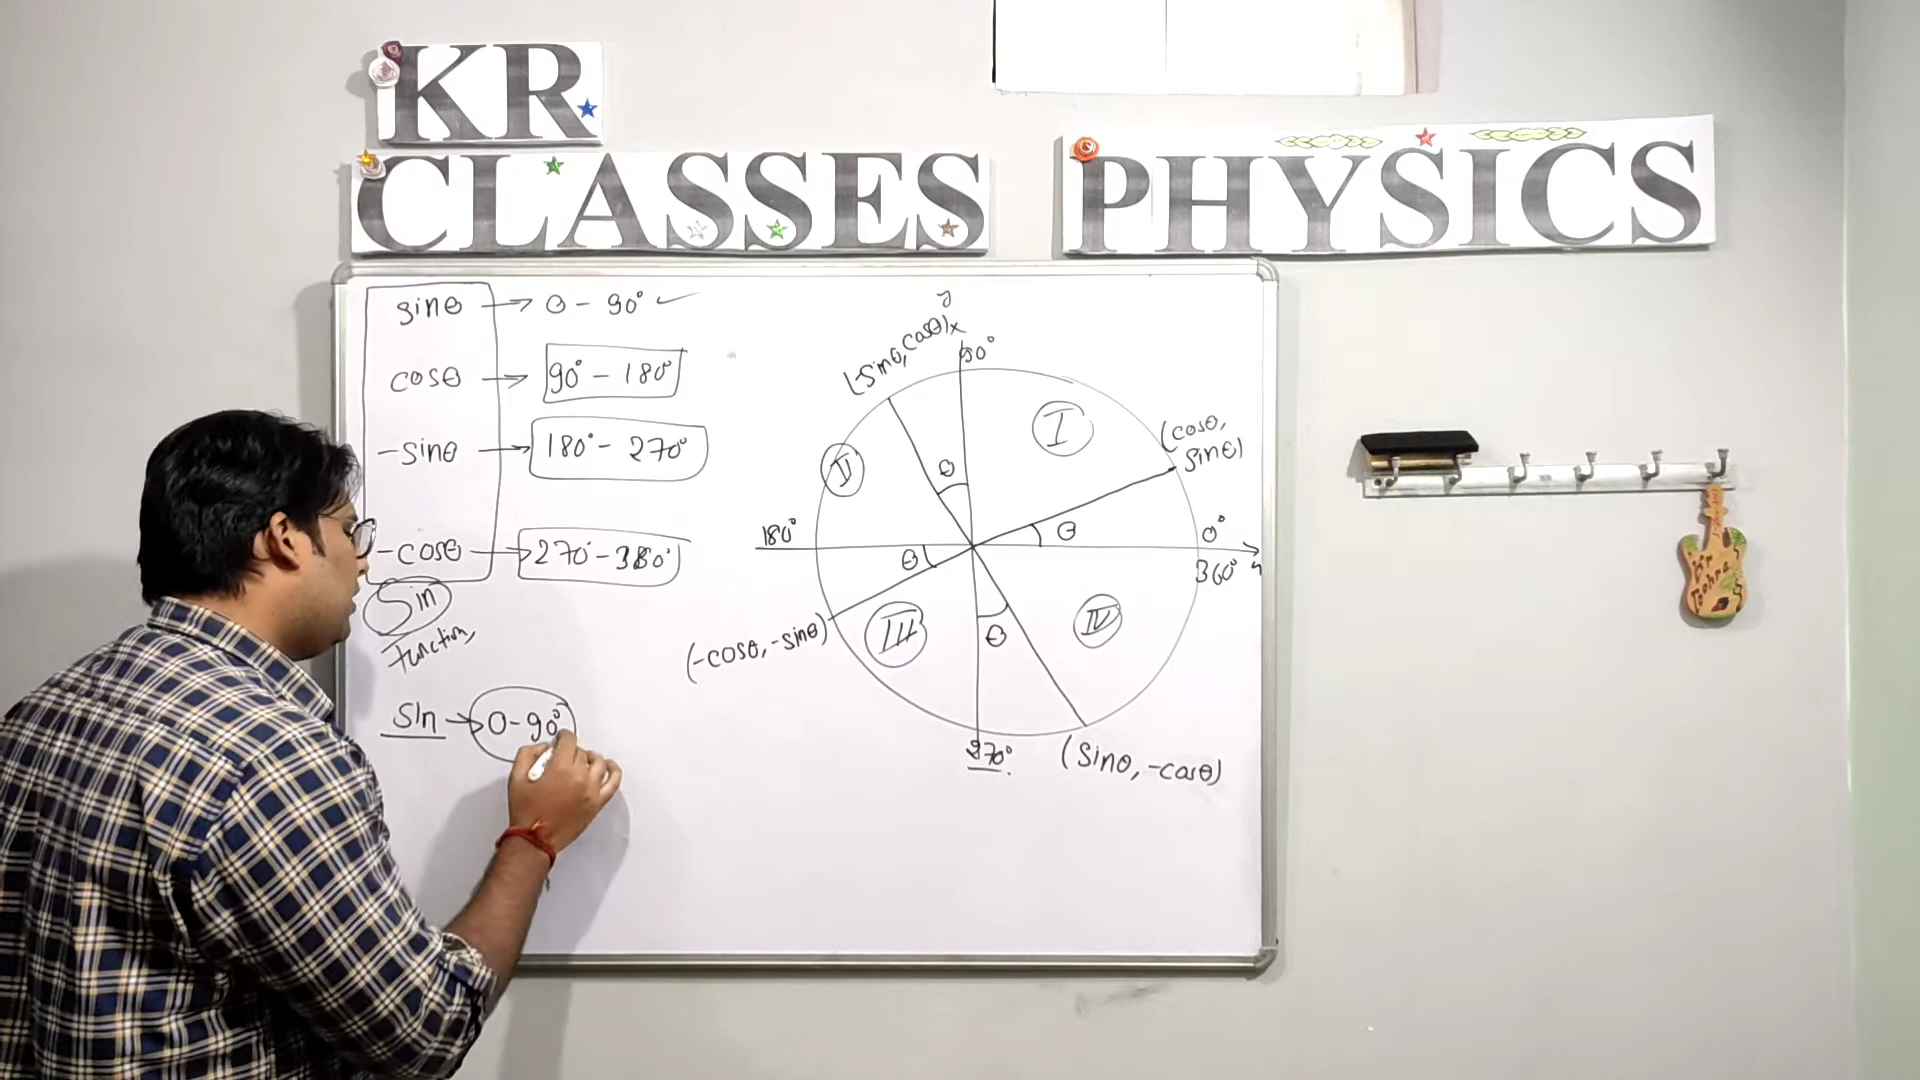 KR
CLASSES PHYSICS
sinθ → 0 - 90°
cosθ → 90° - 180°
-sinθ → 180° - 270°
-cosθ → 270° - 360°
Sin
function
sin → 0 - 90°
y
(-sinθ, cosθ)
90°
I
(cosθ,
sinθ)
II
θ
180°
θ
θ
0°
360°
III
θ
IV
(-cosθ, -sinθ)
270°
(sinθ, -cosθ)